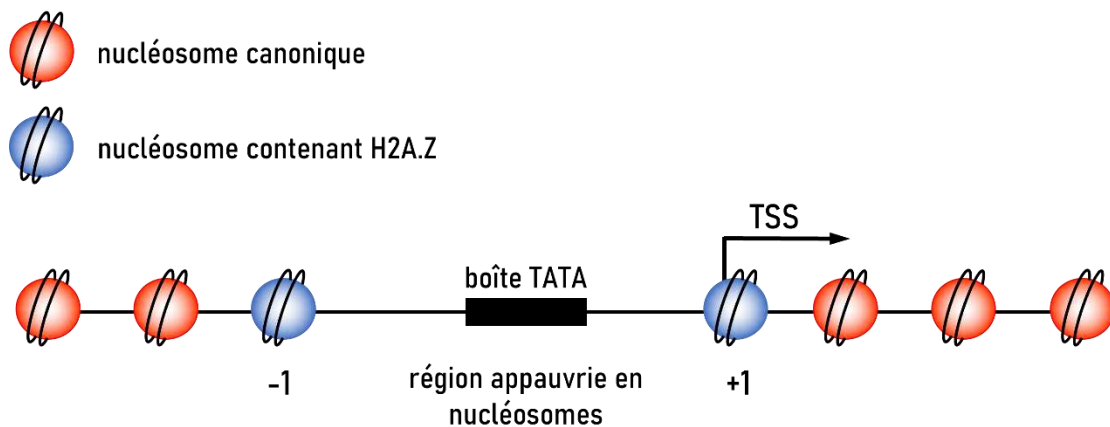 nucléosome canonique
nucléosome contenant H2A.Z
TSS
boîte TATA
-1
région appauvrie en
nucléosomes
+1